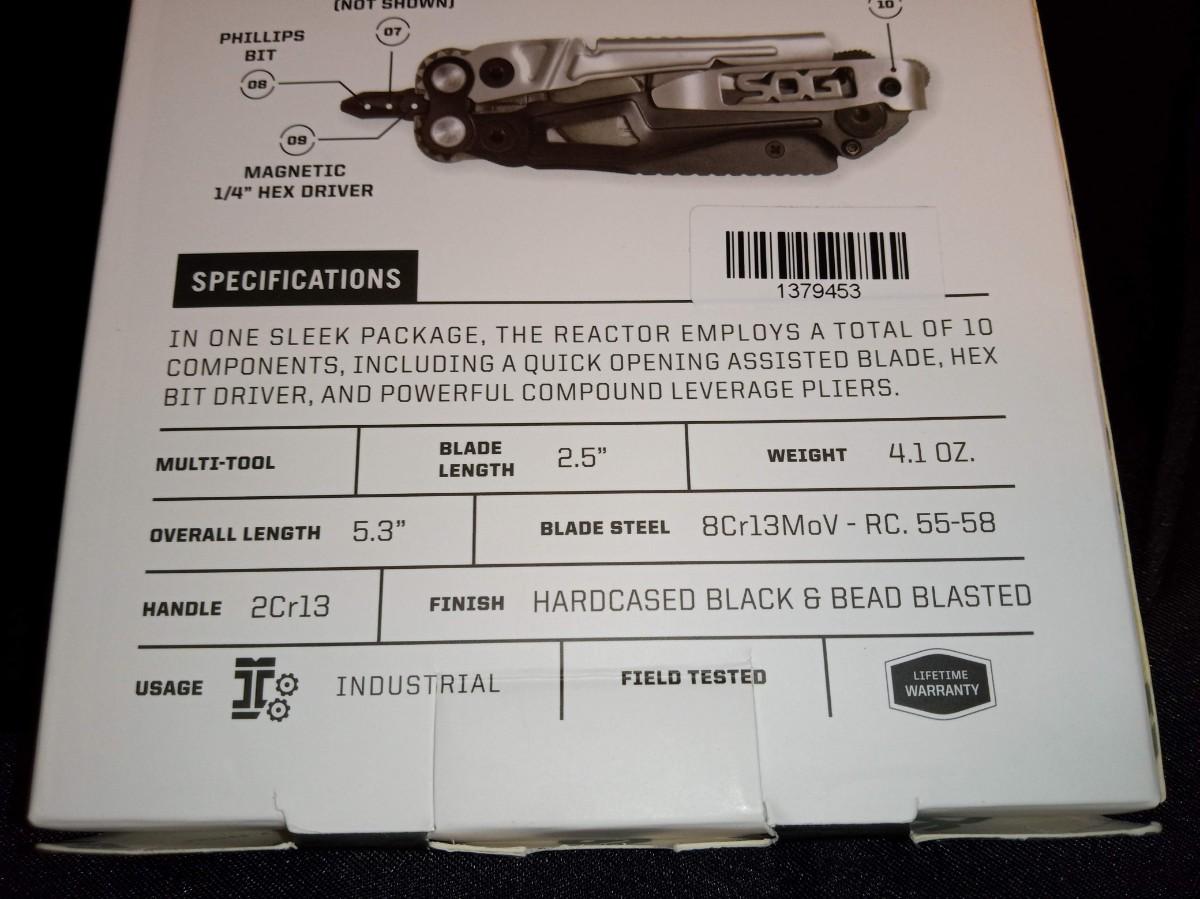 (NOT SHOWN)
07
10
PHILLIPS
BIT
08
09
MAGNETIC
1/4” HEX DRIVER
SOG
1379453
SPECIFICATIONS
IN ONE SLEEK PACKAGE, THE REACTOR EMPLOYS A TOTAL OF 10
COMPONENTS, INCLUDING A QUICK OPENING ASSISTED BLADE, HEX
BIT DRIVER, AND POWERFUL COMPOUND LEVERAGE PLIERS.
MULTI-TOOL
BLADE
LENGTH
2.5”
WEIGHT 4.1 OZ.
OVERALL LENGTH 5.3”
BLADE STEEL 8Cr13MoV - RC. 55-58
HANDLE 2Cr13
FINISH HARDCASED BLACK & BEAD BLASTED
USAGE INDUSTRIAL
FIELD TESTED
LIFETIME
WARRANTY